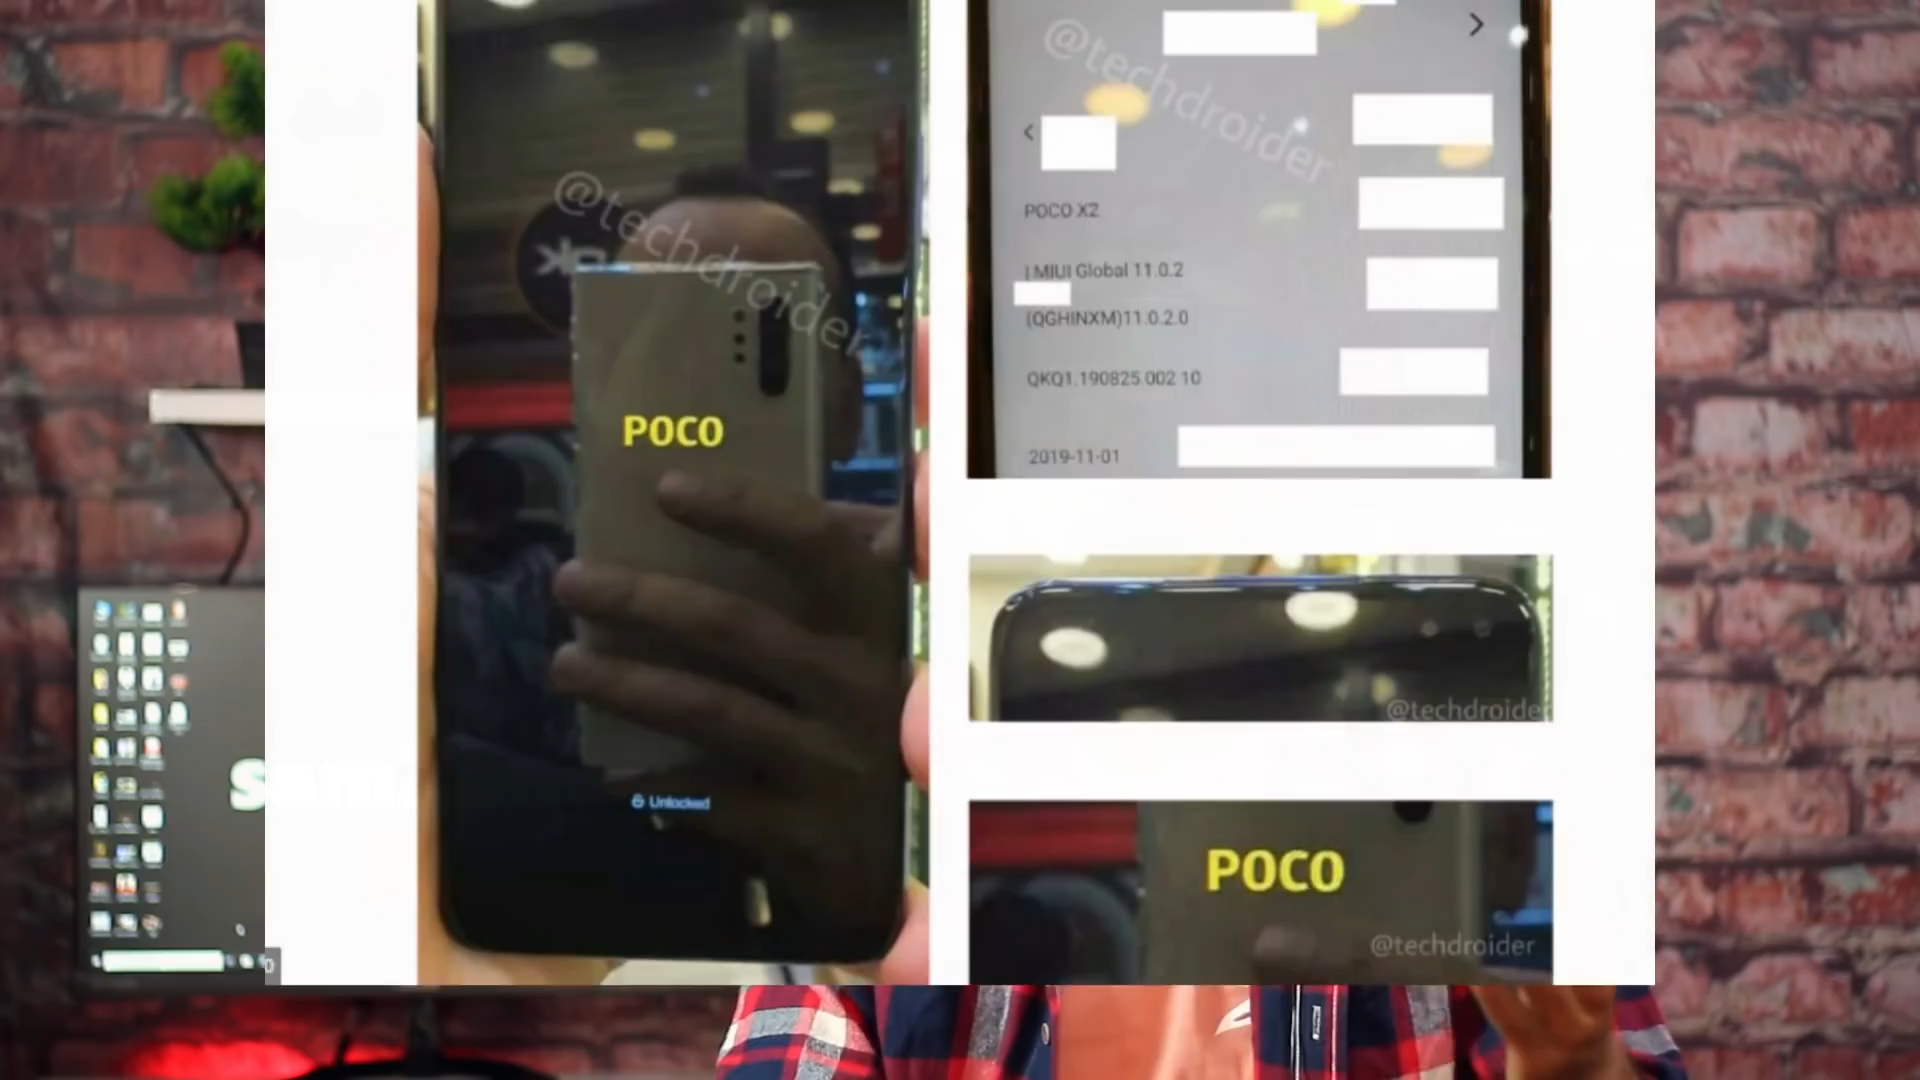 @techdroider
POCO
Unlocked
@techdroider
POCO X2
| MIUI Global 11.0.2
(QGHINXM)11.0.2.0
QKQ1.190825.002 10
2019-11-01
@techdroider
POCO
@techdroider